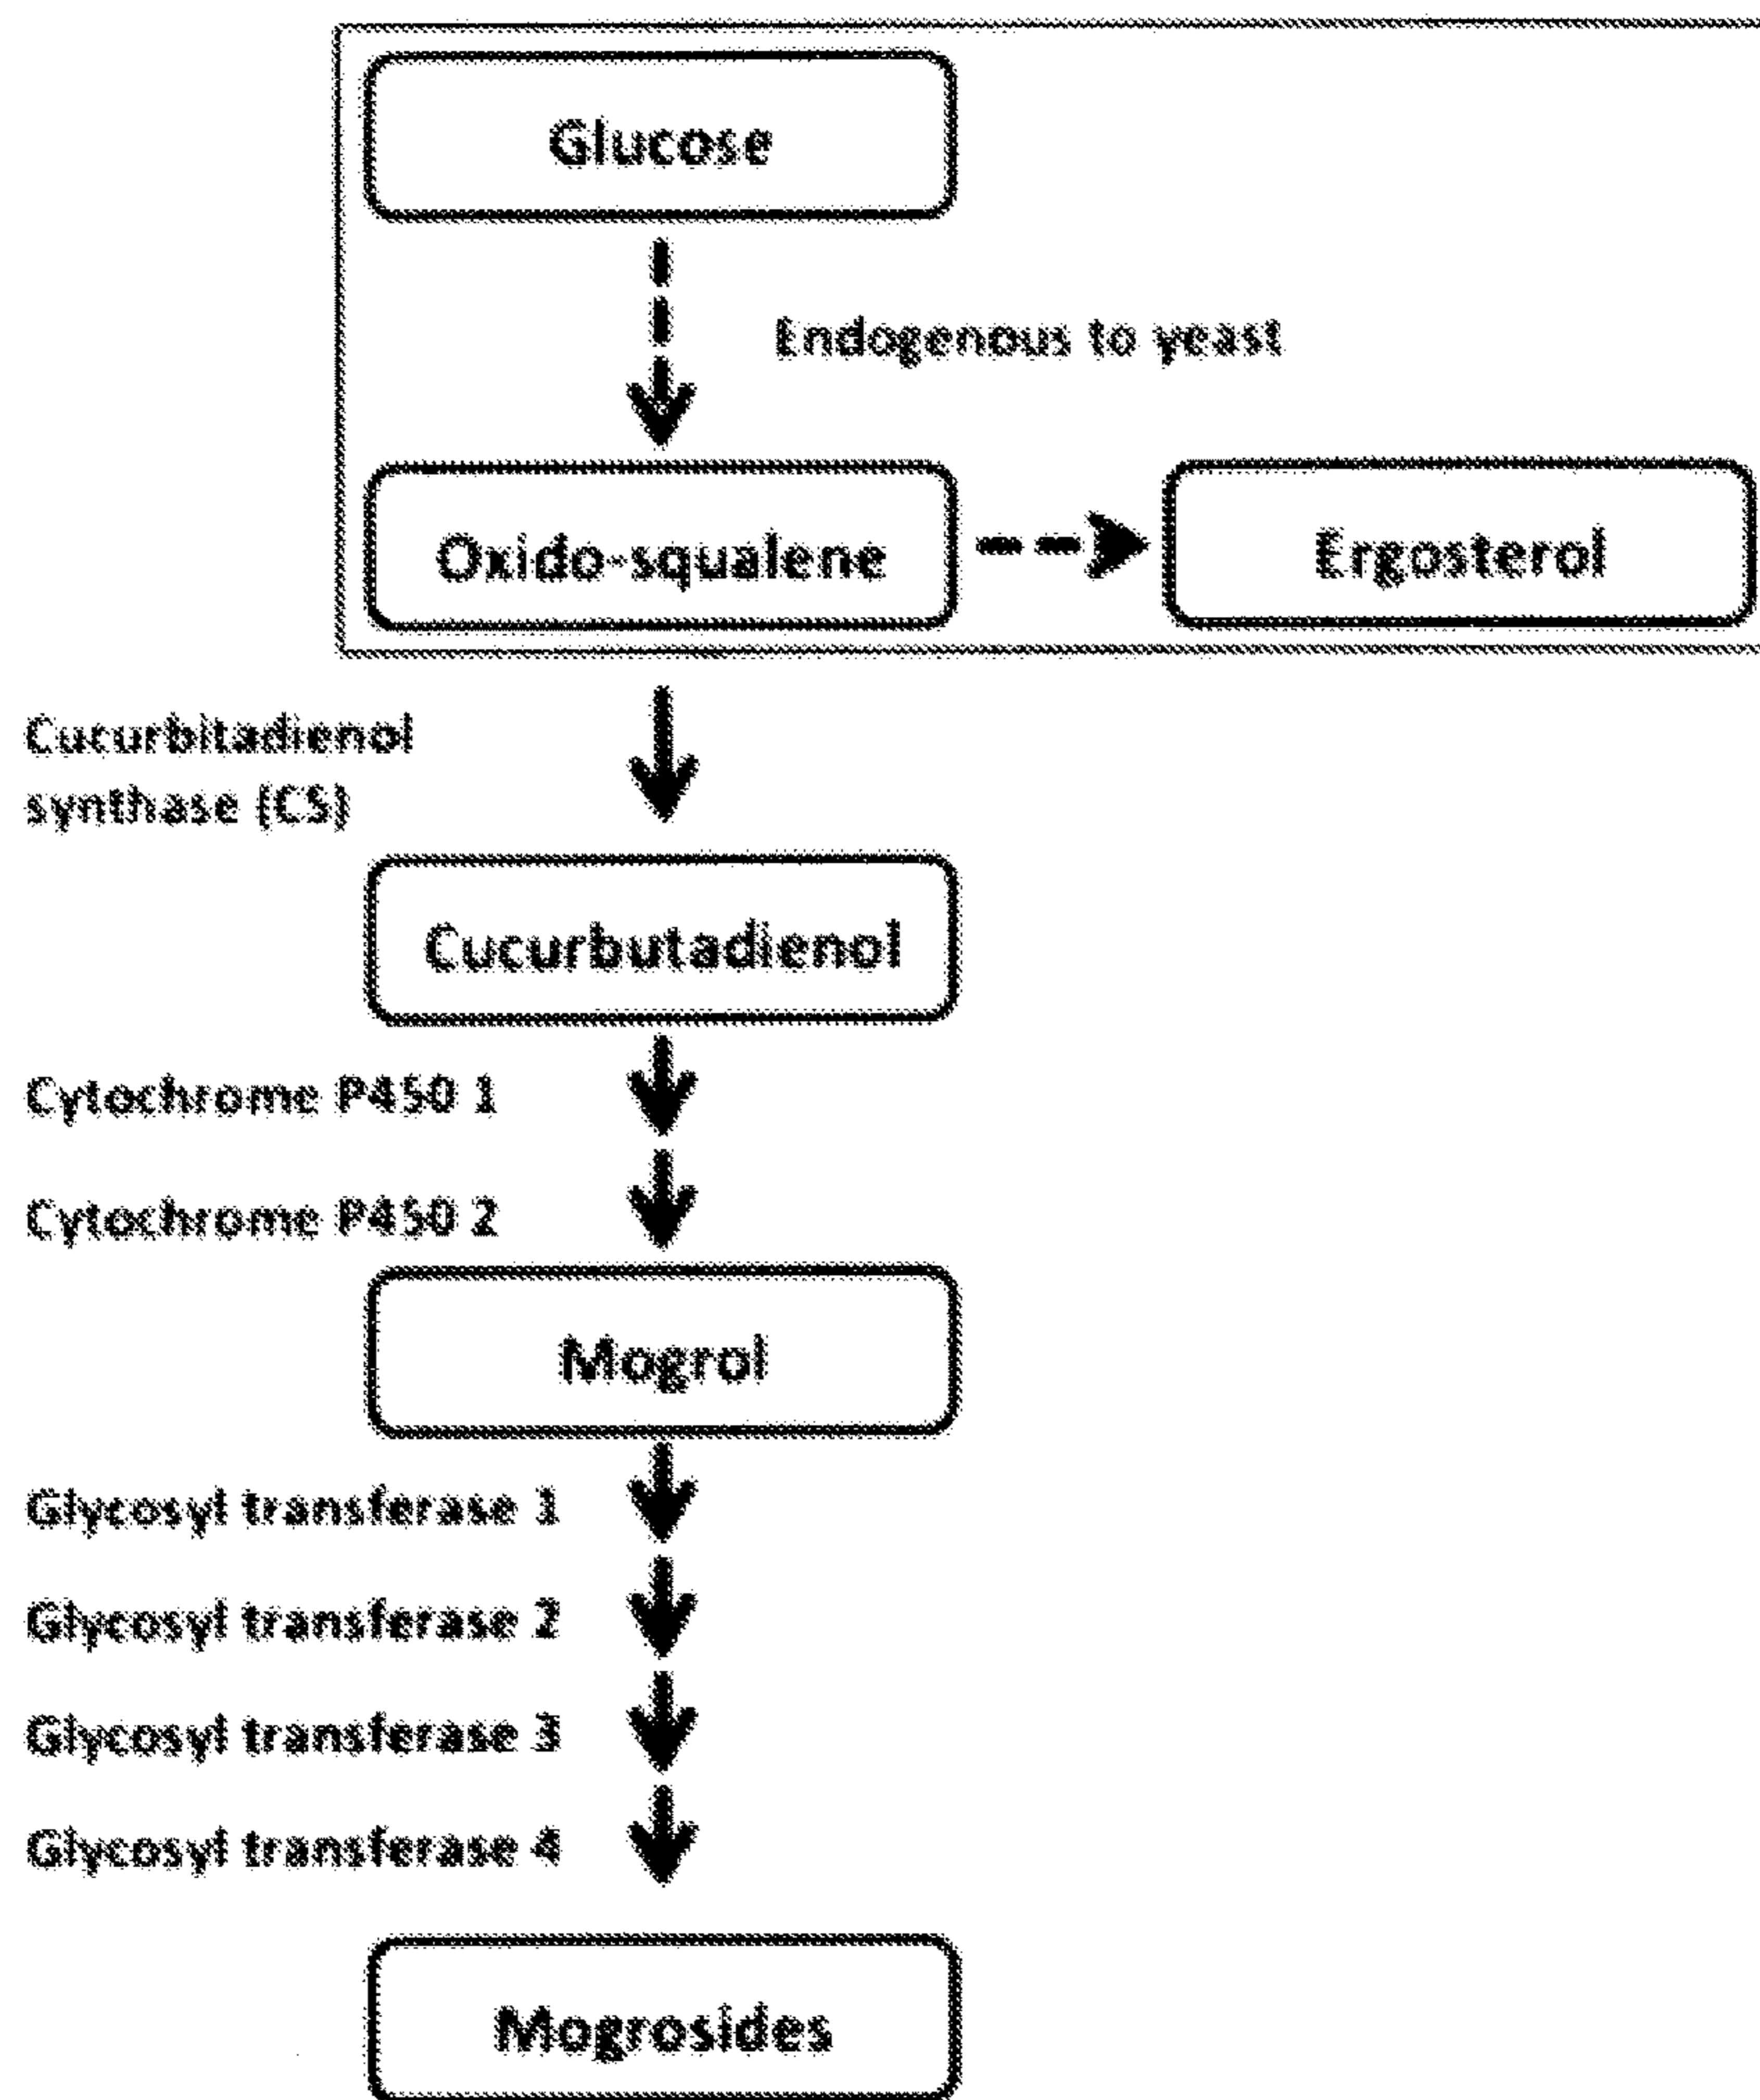 Glucose
Endogenous to yeast
Oxido-squalene
Ergosterol
Cucurbitadienol
synthase (CS)
Cucurbutadienol
Cytochrome P450 1
Cytochrome P450 2
Mogrol
Glycosyl transferase 1
Glycosyl transferase 2
Glycosyl transferase 3
Glycosyl transferase 4
Mogrosides